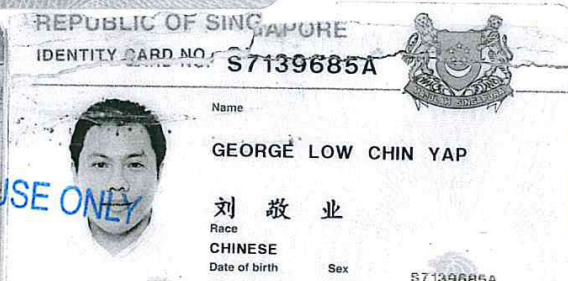 REPUBLIC OF SINGAPORE
IDENTITY CARD NO. S7139685A
Name
GEORGE LOW CHIN YAP
USE ONLY
刘 敬 业
Race
CHINESE
Date of birth Sex
S7139685A